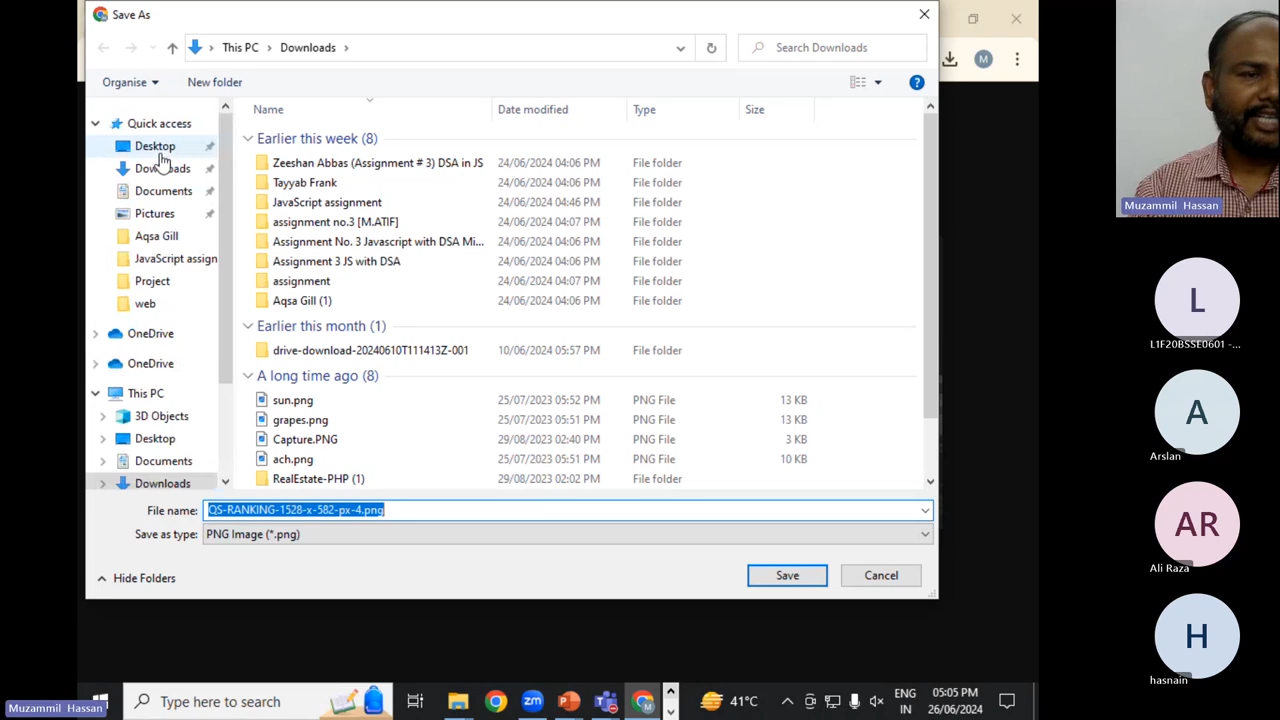 Save As
This PC > Downloads >
Search Downloads
M
Organise
New folder
Name
Date modified
Type
Size
Quick access
Desktop
Downloads
Documents
Pictures
Aqsa Gill
JavaScript assign
Project
web
OneDrive
OneDrive
This PC
3D Objects
Desktop
Documents
Downloads
Earlier this week (8)
Zeeshan Abbas (Assignment # 3) DSA in JS 24/06/2024 04:06 PM File folder
Tayyab Frank 24/06/2024 04:06 PM File folder
JavaScript assignment 24/06/2024 04:46 PM File folder
assignment no.3 [M.ATIF] 24/06/2024 04:07 PM File folder
Assignment No. 3 Javascript with DSA Mi... 24/06/2024 04:06 PM File folder
Assignment 3 JS with DSA 24/06/2024 04:06 PM File folder
assignment 24/06/2024 04:07 PM File folder
Aqsa Gill (1) 24/06/2024 04:06 PM File folder
Earlier this month (1)
drive-download-20240610T111413Z-001 10/06/2024 05:57 PM File folder
A long time ago (8)
sun.png 25/07/2023 05:52 PM PNG File 13 KB
grapes.png 25/07/2023 05:51 PM PNG File 13 KB
Capture.PNG 29/08/2023 02:40 PM PNG File 3 KB
ach.png 25/07/2023 05:51 PM PNG File 10 KB
RealEstate-PHP (1) 29/08/2023 02:02 PM File folder
File name: QS-RANKING-1528-x-582-px-4.png
Save as type: PNG Image (*.png)
Hide Folders
Save
Cancel
Muzammil Hassan
L
L1F20BSSE0601 -...
A
Arslan
AR
Ali Raza
H
hasnain
Muzammil Hassan
Type here to search
zm
41°C
ENG
IN
05:05 PM
26/06/2024